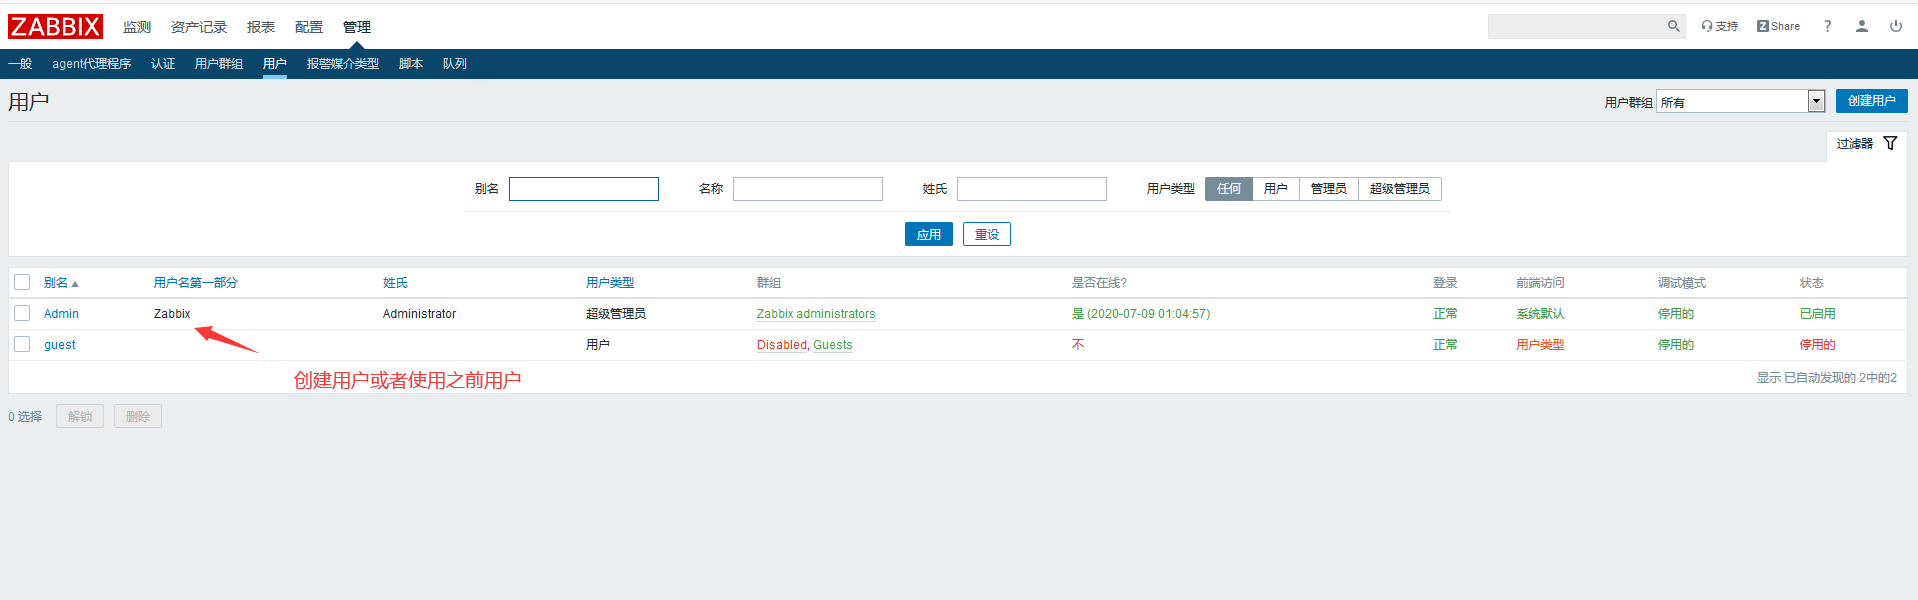 ZABBIX 监测 资产记录 报表 配置 管理 支持 Z Share ?
一般 agent代理程序 认证 用户群组 用户 报警媒介类型 脚本 队列
用户 用户群组 所有 创建用户
过滤器
别名 名称 姓氏 用户类型 任何 用户 管理员 超级管理员
应用 重设
别名 用户名第一部分 姓氏 用户类型 群组 是否在线? 登录 前端访问 调试模式 状态
Admin Zabbix Administrator 超级管理员 Zabbix administrators 是 (2020-07-09 01:04:57) 正常 系统默认 停用的 已启用
guest 用户 Disabled, Guests 不 正常 用户类型 停用的 停用的
创建用户或者使用之前用户
显示 已自动发现的 2中的2
0 选择 解锁 删除